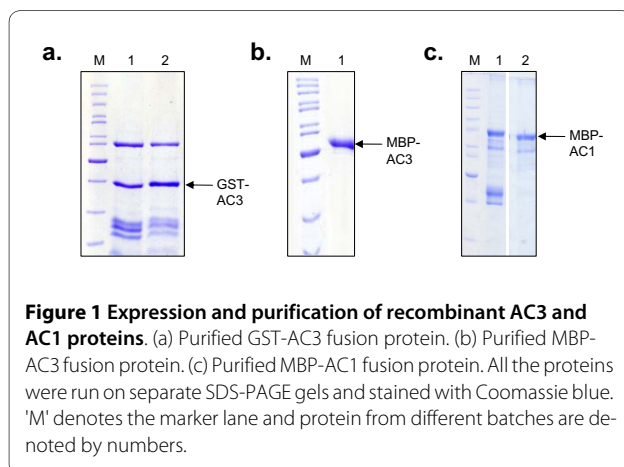 a.
b.
c.
M 1 2
M 1
M 1 2
GST-
AC3
MBP-
AC3
MBP-
AC1
Figure 1 Expression and purification of recombinant AC3 and
AC1 proteins. (a) Purified GST-AC3 fusion protein. (b) Purified MBP-
AC3 fusion protein. (c) Purified MBP-AC1 fusion protein. All the proteins
were run on separate SDS-PAGE gels and stained with Coomassie blue.
'M' denotes the marker lane and protein from different batches are de-
noted by numbers.